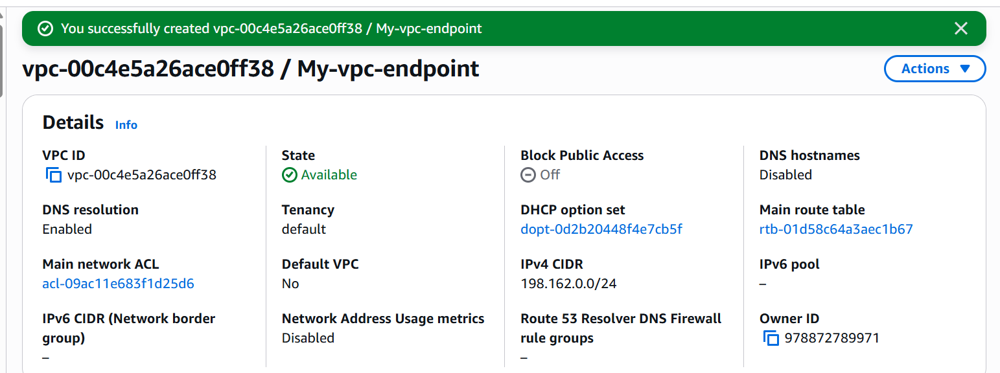 You successfully created vpc-00c4e5a26ace0ff38 / My-vpc-endpoint
vpc-00c4e5a26ace0ff38 / My-vpc-endpoint
Actions
Details Info
VPC ID
vpc-00c4e5a26ace0ff38
State
Available
Block Public Access
Off
DNS hostnames
Disabled
DNS resolution
Enabled
Tenancy
default
DHCP option set
dopt-0d2b20448f4e7cb5f
Main route table
rtb-01d58c64a3aec1b67
Main network ACL
acl-09ac11e683f1d25d6
Default VPC
No
IPv4 CIDR
198.162.0.0/24
IPv6 pool
–
IPv6 CIDR (Network border
group)
–
Network Address Usage metrics
Disabled
Route 53 Resolver DNS Firewall
rule groups
–
Owner ID
978872789971